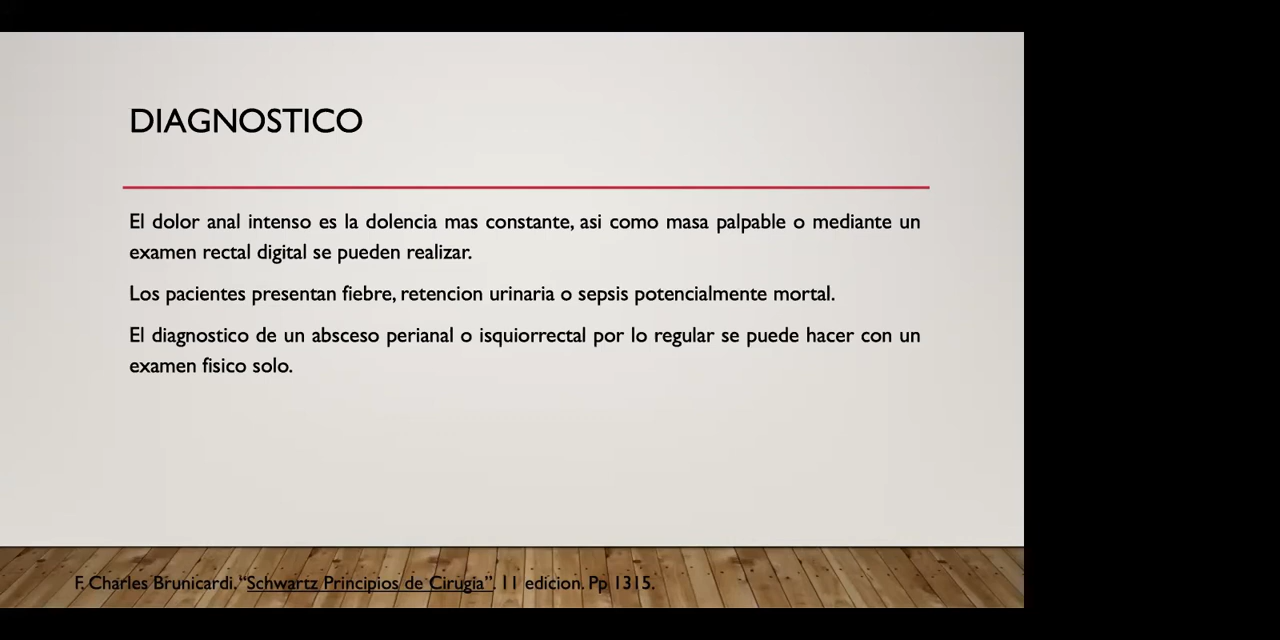 DIAGNOSTICO
El dolor anal intenso es la dolencia mas constante, asi como masa palpable o mediante un
examen rectal digital se pueden realizar.
Los pacientes presentan fiebre, retencion urinaria o sepsis potencialmente mortal.
El diagnostico de un absceso perianal o isquiorrectal por lo regular se puede hacer con un
examen fisico solo.
F. Charles Brunicardi. “Schwartz Principios de Cirugia”. 11 edicion. Pp 1315.